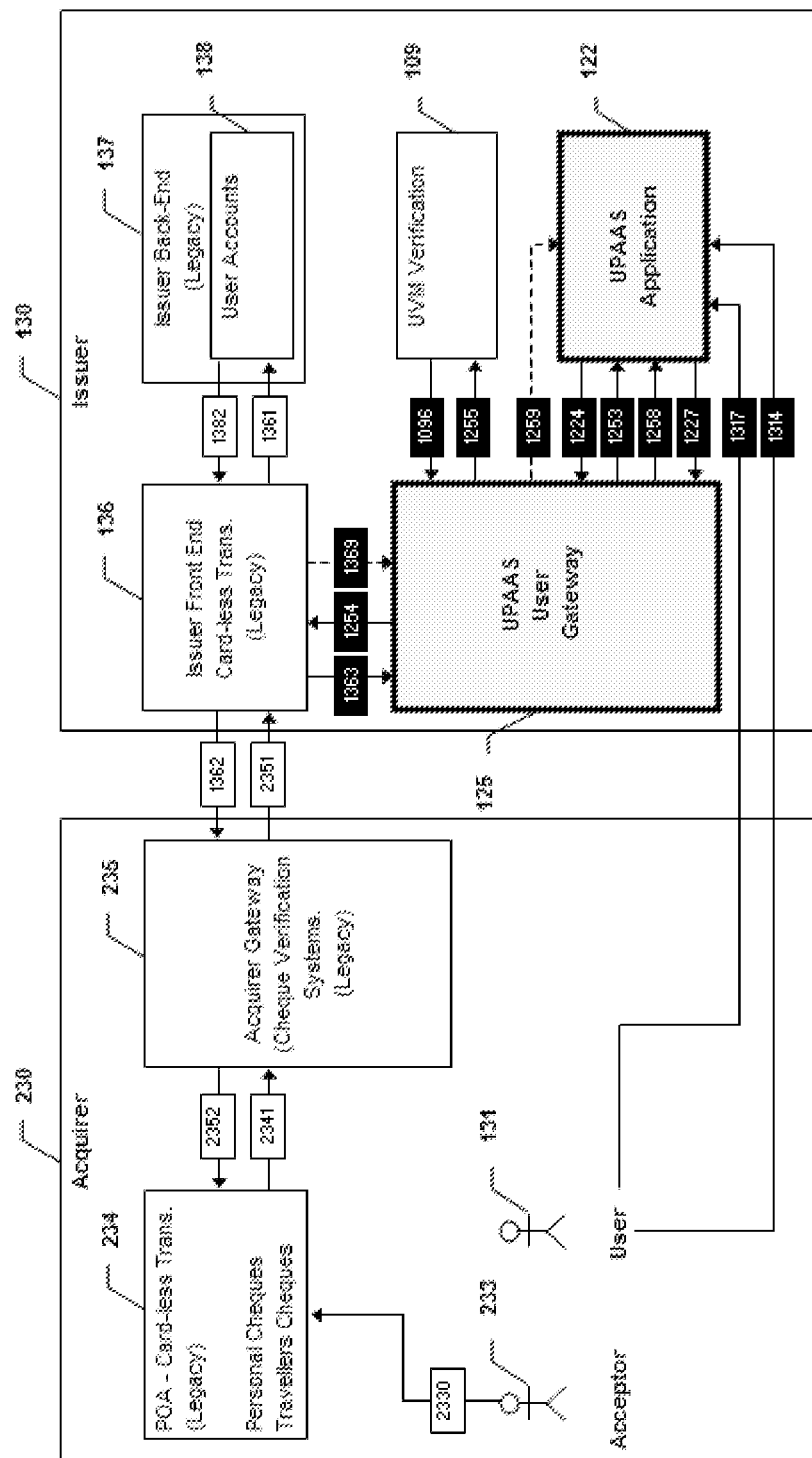 230
Acquirer
234
POA - Card-less Trans.
(Legacy)
Personal Cheques
Travellers Cheques
2352
2341
235
Acquirer Gateway
(Cheque Verification
Systems.
(Legacy)
2330
233
Acceptor
131
User
1362
2351
130
Issuer
136
Issuer Front End
Card-less Trans.
(Legacy)
1382
1361
137
Issuer Back-End
(Legacy)
138
User Accounts
1363
1254
1369
125
UPAAS
User
Gateway
1096
1255
109
UVM Verification
1259
1224
1253
1258
1227
122
UPAAS
Application
1317
1314